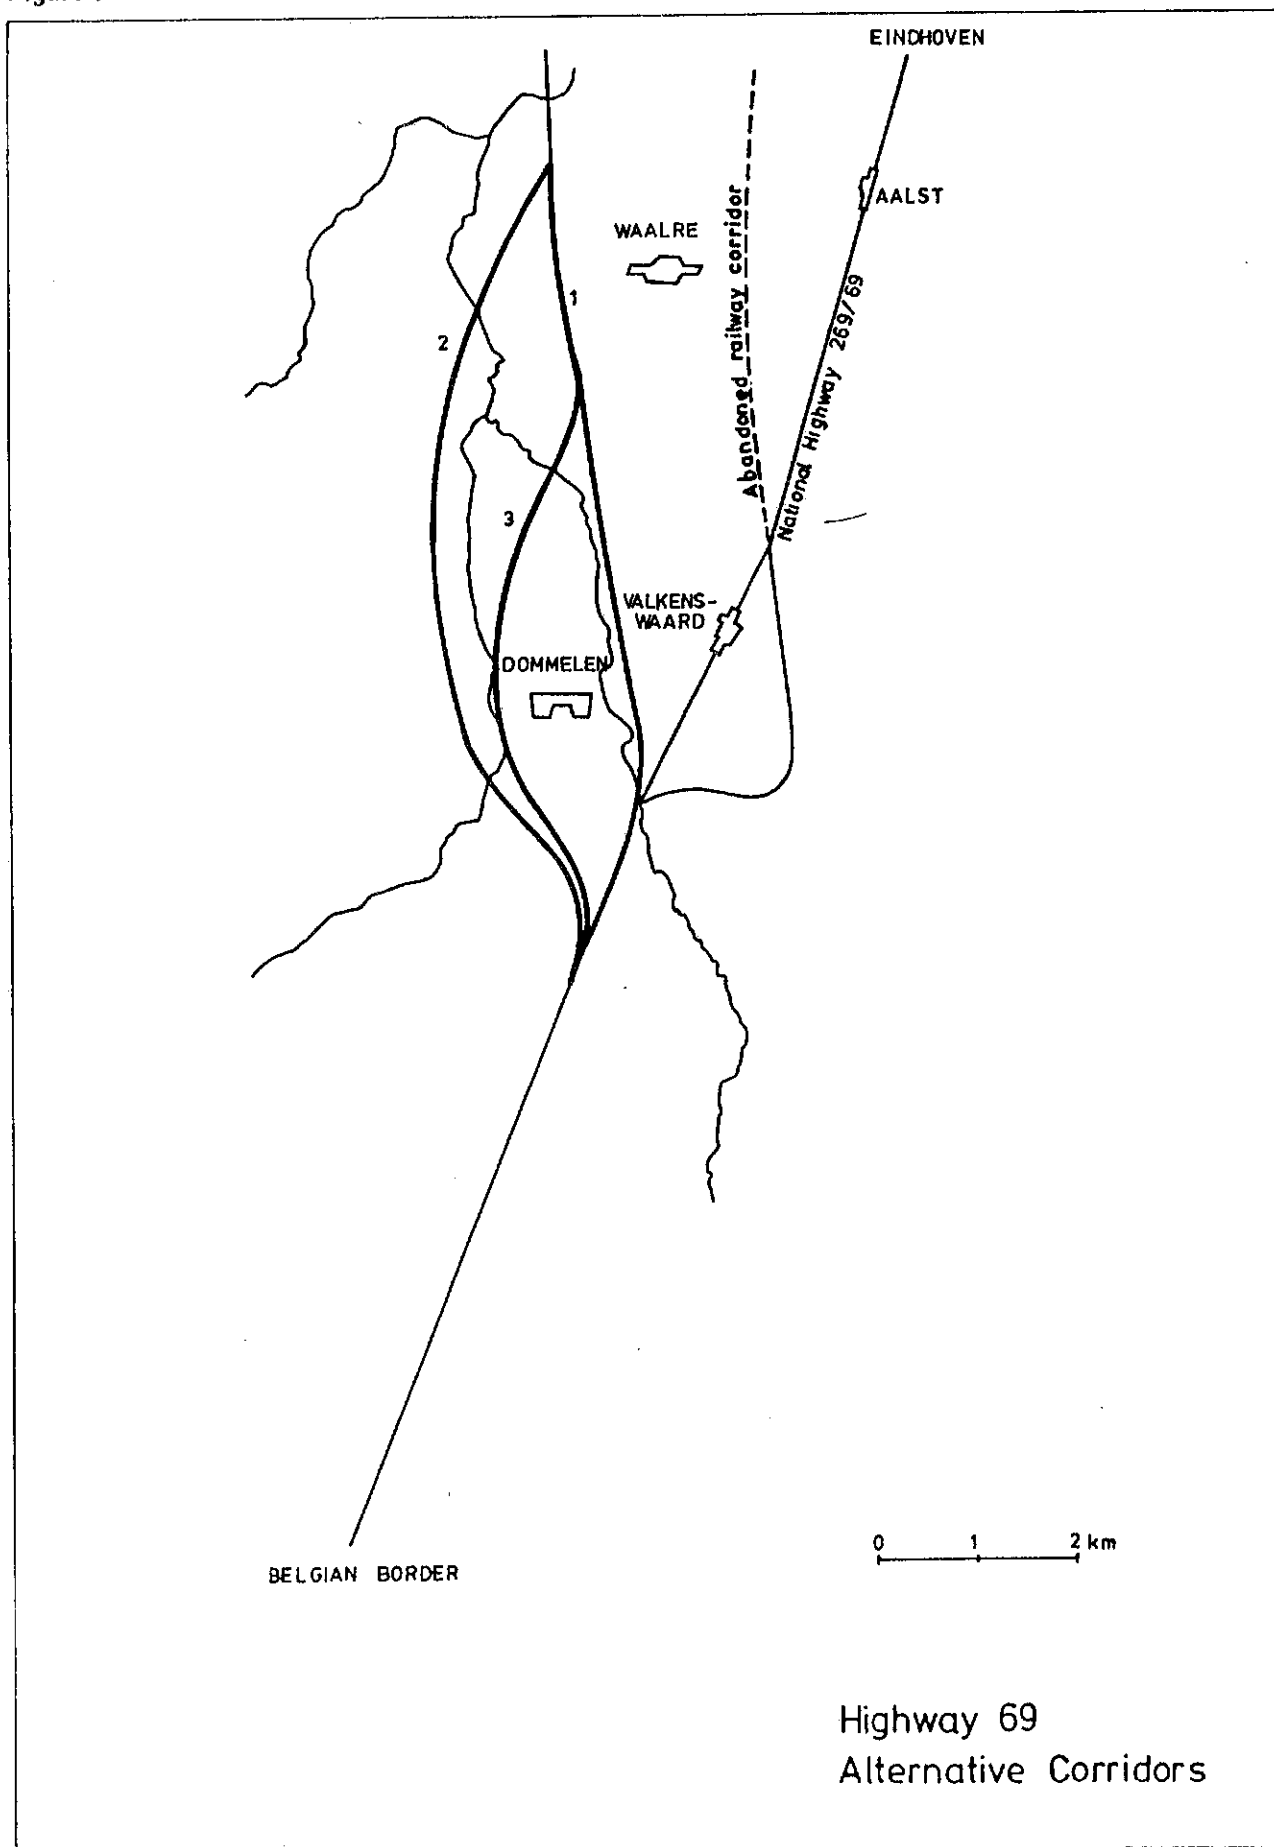 EINDHOVEN
AALST
WAALRE
Abandoned railway corridor
National Highway 269/69
1
2
3
VALKENS-
WAARD
DOMMELEN
0 1 2 km
BELGIAN BORDER
Highway 69
Alternative Corridors